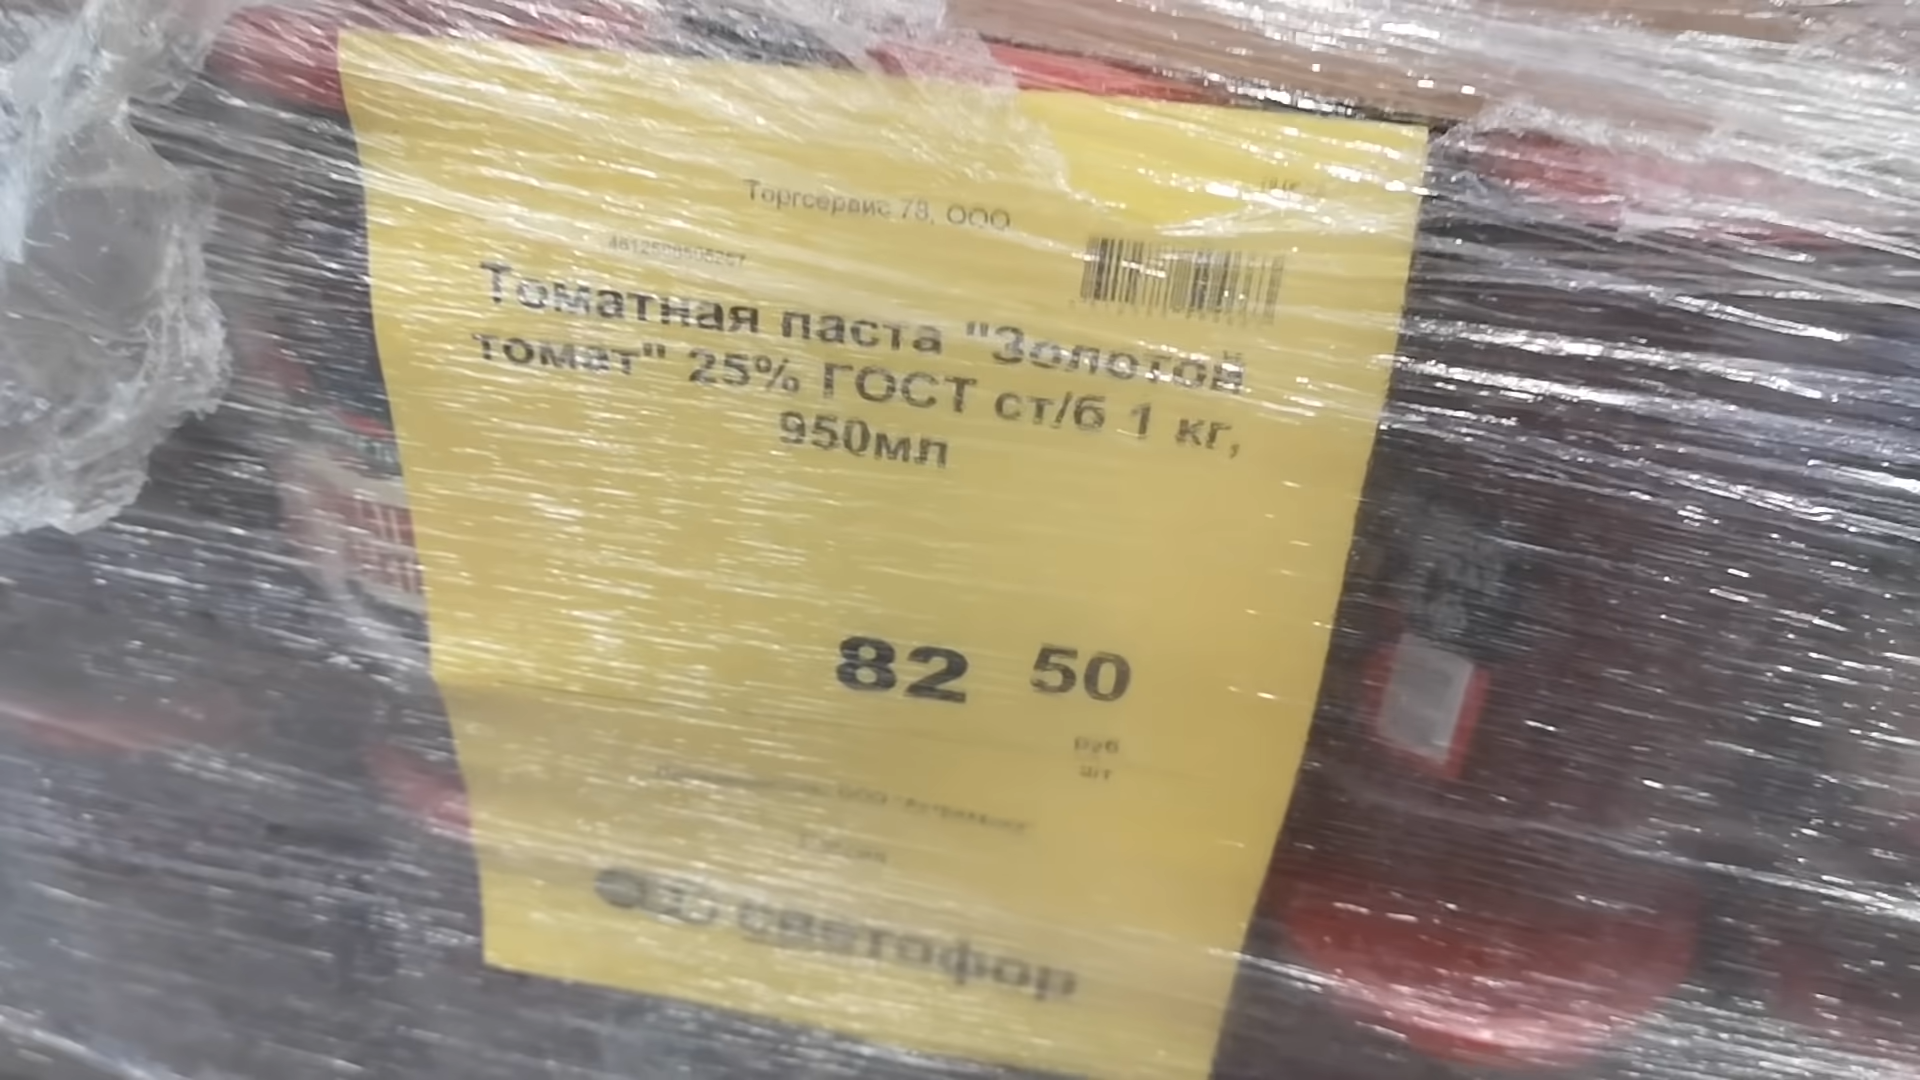 Торгсервис 78, ООО
Томатная паста "Золотой
томат" 25% ГОСТ ст/б 1 кг,
950мл
82 50
руб
шт
светофор